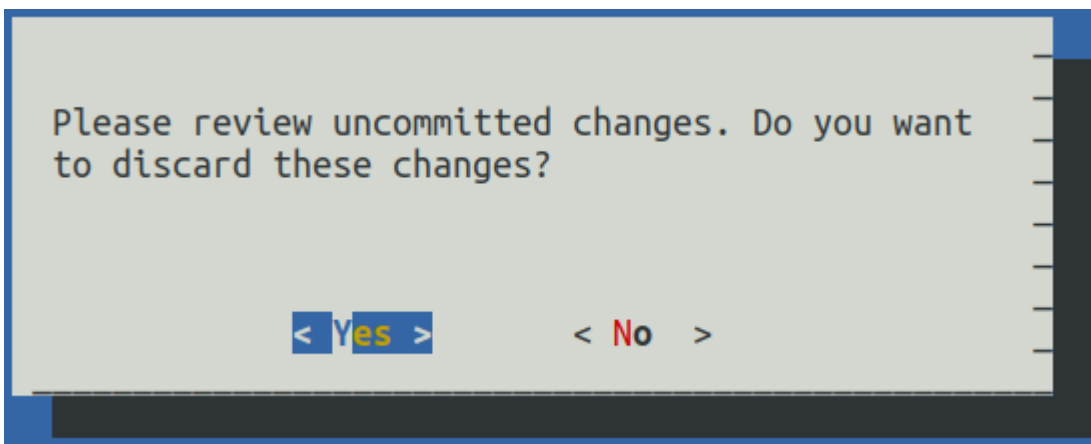 Please review uncommitted changes. Do you want
to discard these changes?
< Yes > < No >